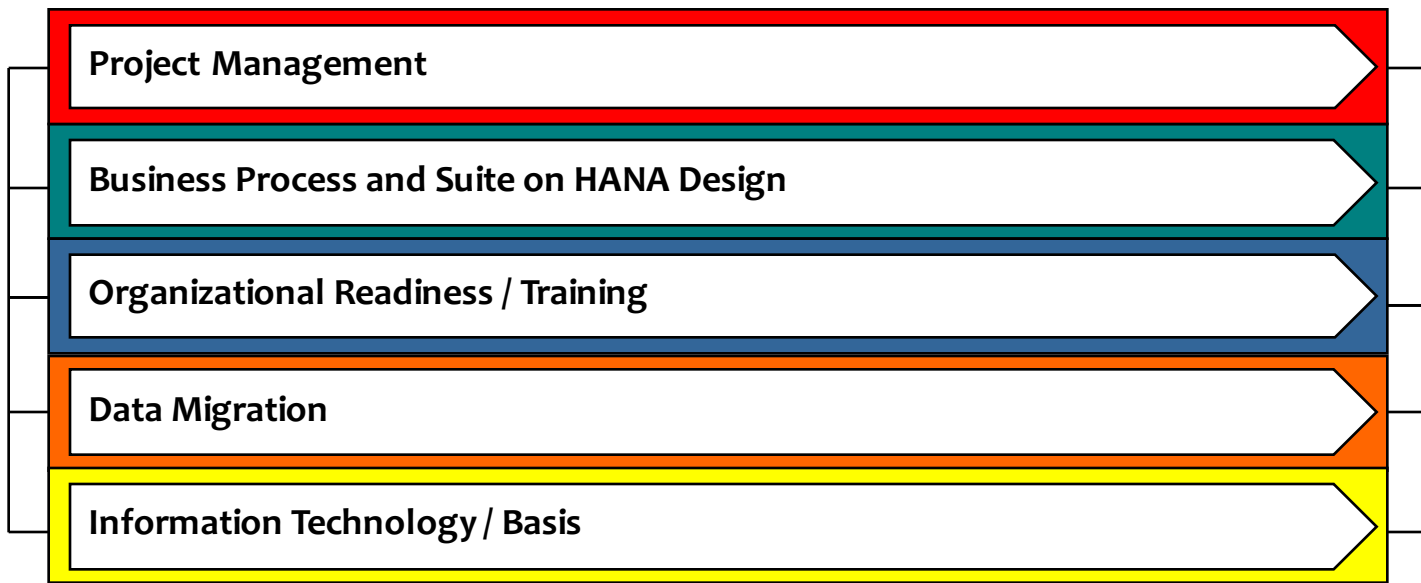 Project Management
Business Process and Suite on HANA Design
Organizational Readiness / Training
Data Migration
Information Technology / Basis